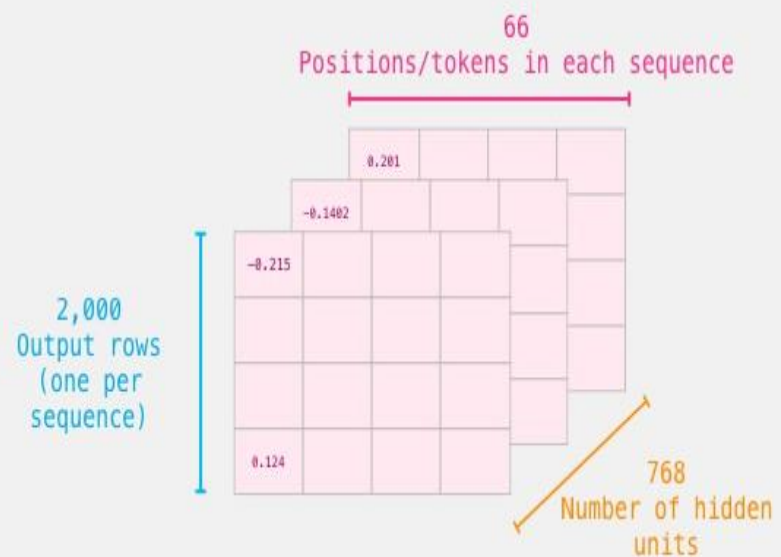 66
Positions/tokens in each sequence
0.201
-0.1402
-0.215
2,000
Output rows
(one per
sequence)
0.124
768
Number of hidden
units